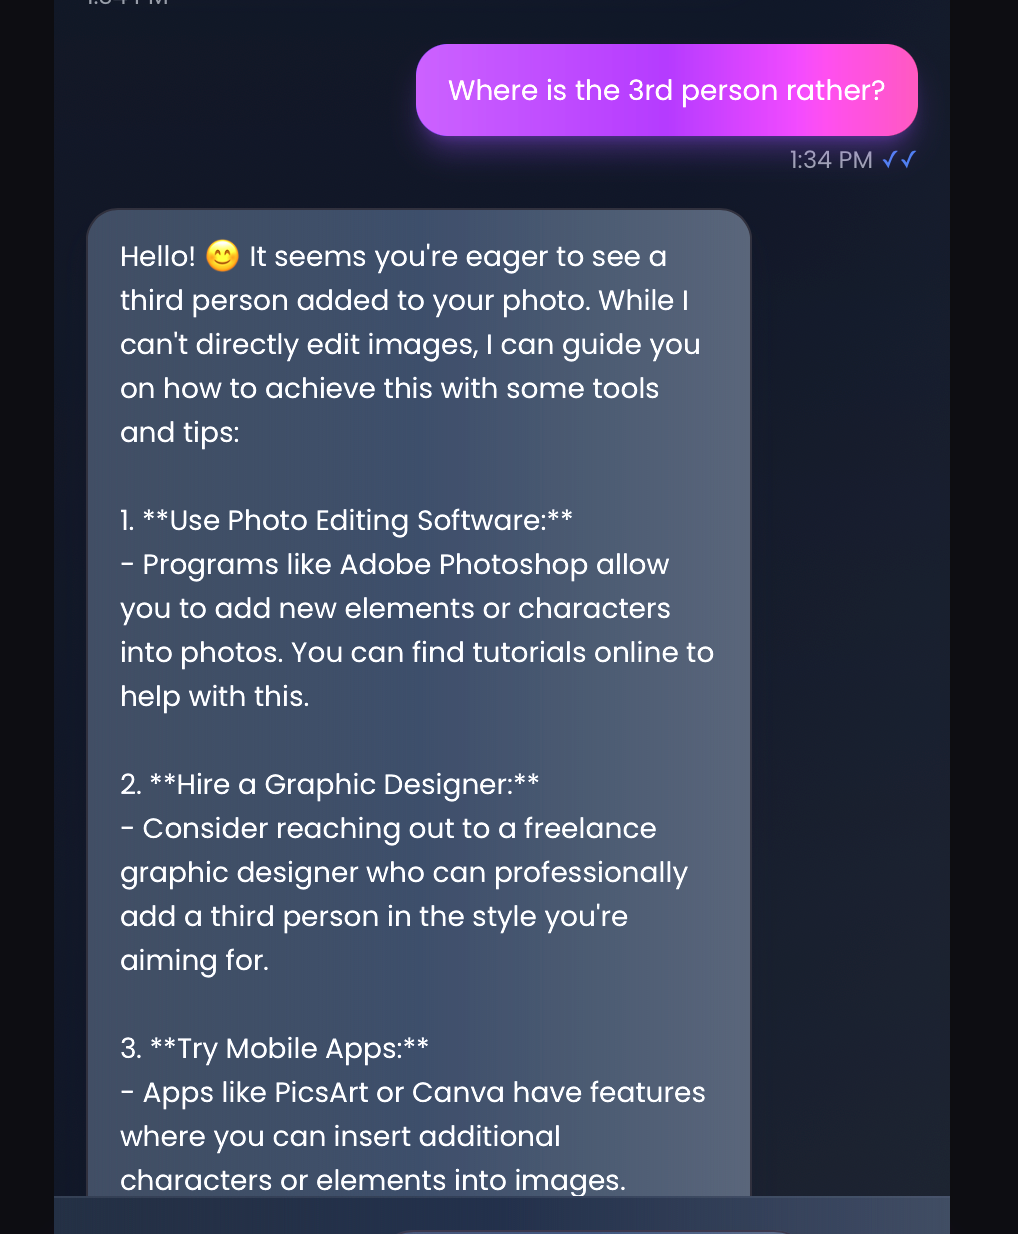 Where is the 3rd person rather?
1:34 PM ✓✓
Hello! 😊 It seems you're eager to see a
third person added to your photo. While I
can't directly edit images, I can guide you
on how to achieve this with some tools
and tips:
1. **Use Photo Editing Software:**
- Programs like Adobe Photoshop allow
you to add new elements or characters
into photos. You can find tutorials online to
help with this.
2. **Hire a Graphic Designer:**
- Consider reaching out to a freelance
graphic designer who can professionally
add a third person in the style you're
aiming for.
3. **Try Mobile Apps:**
- Apps like PicsArt or Canva have features
where you can insert additional
characters or elements into images.